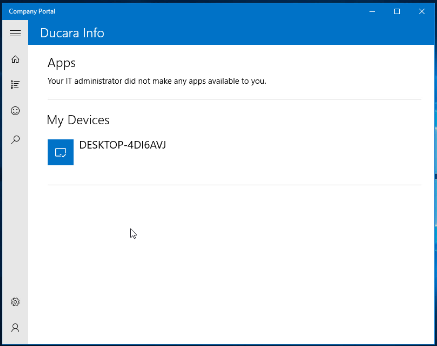 Company Portal
Ducara Info
Apps
Your IT administrator did not make any apps available to you.
My Devices
DESKTOP-4DI6AVJ